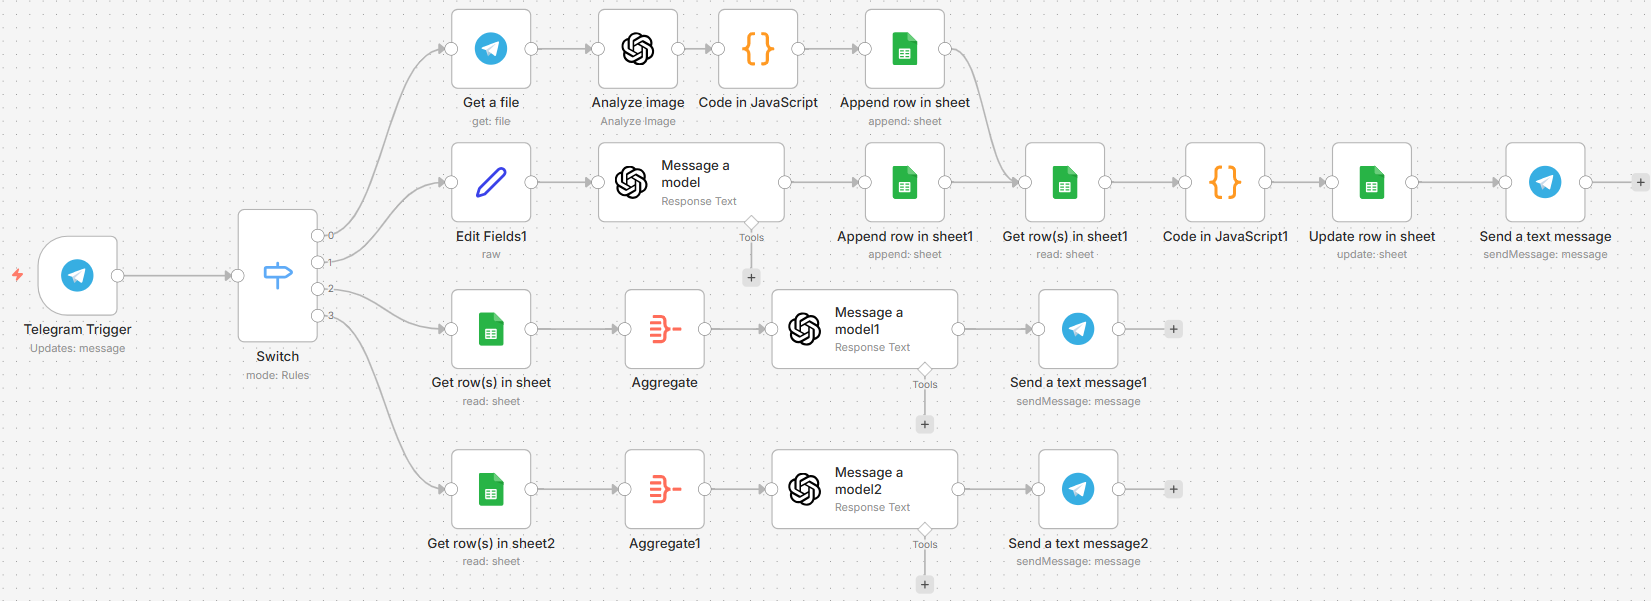 Get a file
get: file
Analyze image
Analyze Image
Code in JavaScript
Append row in sheet
append: sheet
Edit Fields1
raw
Message a
model
Response Text
Tools
Append row in sheet1
append: sheet
Get row(s) in sheet1
read: sheet
Code in JavaScript1
Update row in sheet
update: sheet
Send a text message
sendMessage: message
Telegram Trigger
Updates: message
Switch
mode: Rules
0
1
2
3
Get row(s) in sheet
read: sheet
Aggregate
Message a
model1
Response Text
Tools
Send a text message1
sendMessage: message
Get row(s) in sheet2
read: sheet
Aggregate1
Message a
model2
Response Text
Tools
Send a text message2
sendMessage: message